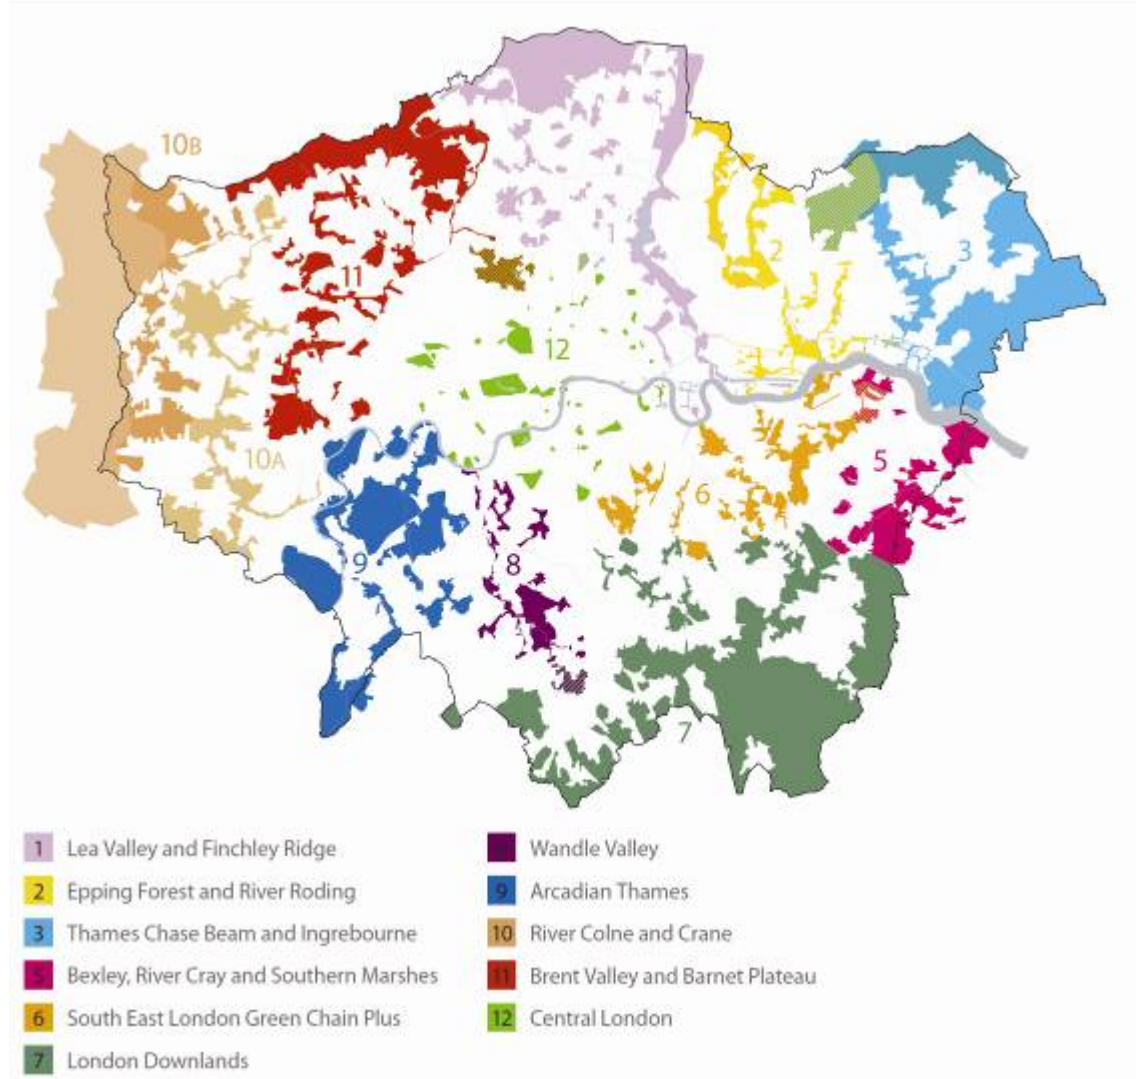 10B
1
2
3
11
12
10A
5
6
9
8
7
1 Lea Valley and Finchley Ridge
2 Epping Forest and River Roding
3 Thames Chase Beam and Ingrebourne
5 Bexley, River Cray and Southern Marshes
6 South East London Green Chain Plus
7 London Downlands
8 Wandle Valley
9 Arcadian Thames
10 River Colne and Crane
11 Brent Valley and Barnet Plateau
12 Central London